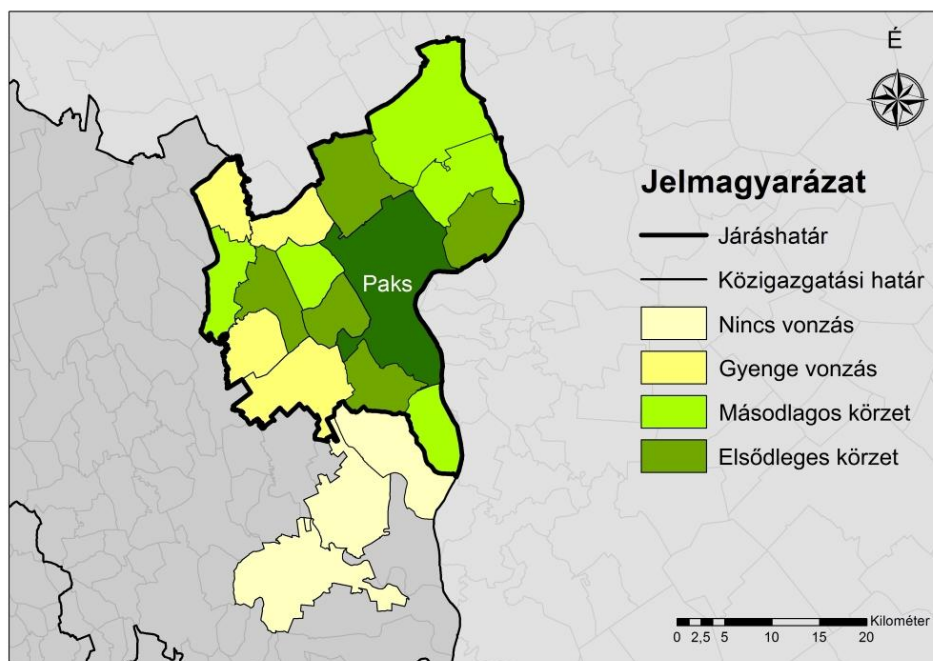 É
Paks
Jelmagyarázat
Járáshatár
Közigazgatási határ
Nincs vonzás
Gyenge vonzás
Másodlagos körzet
Elsődleges körzet
Kilométer
0 2,5 5 10 15 20